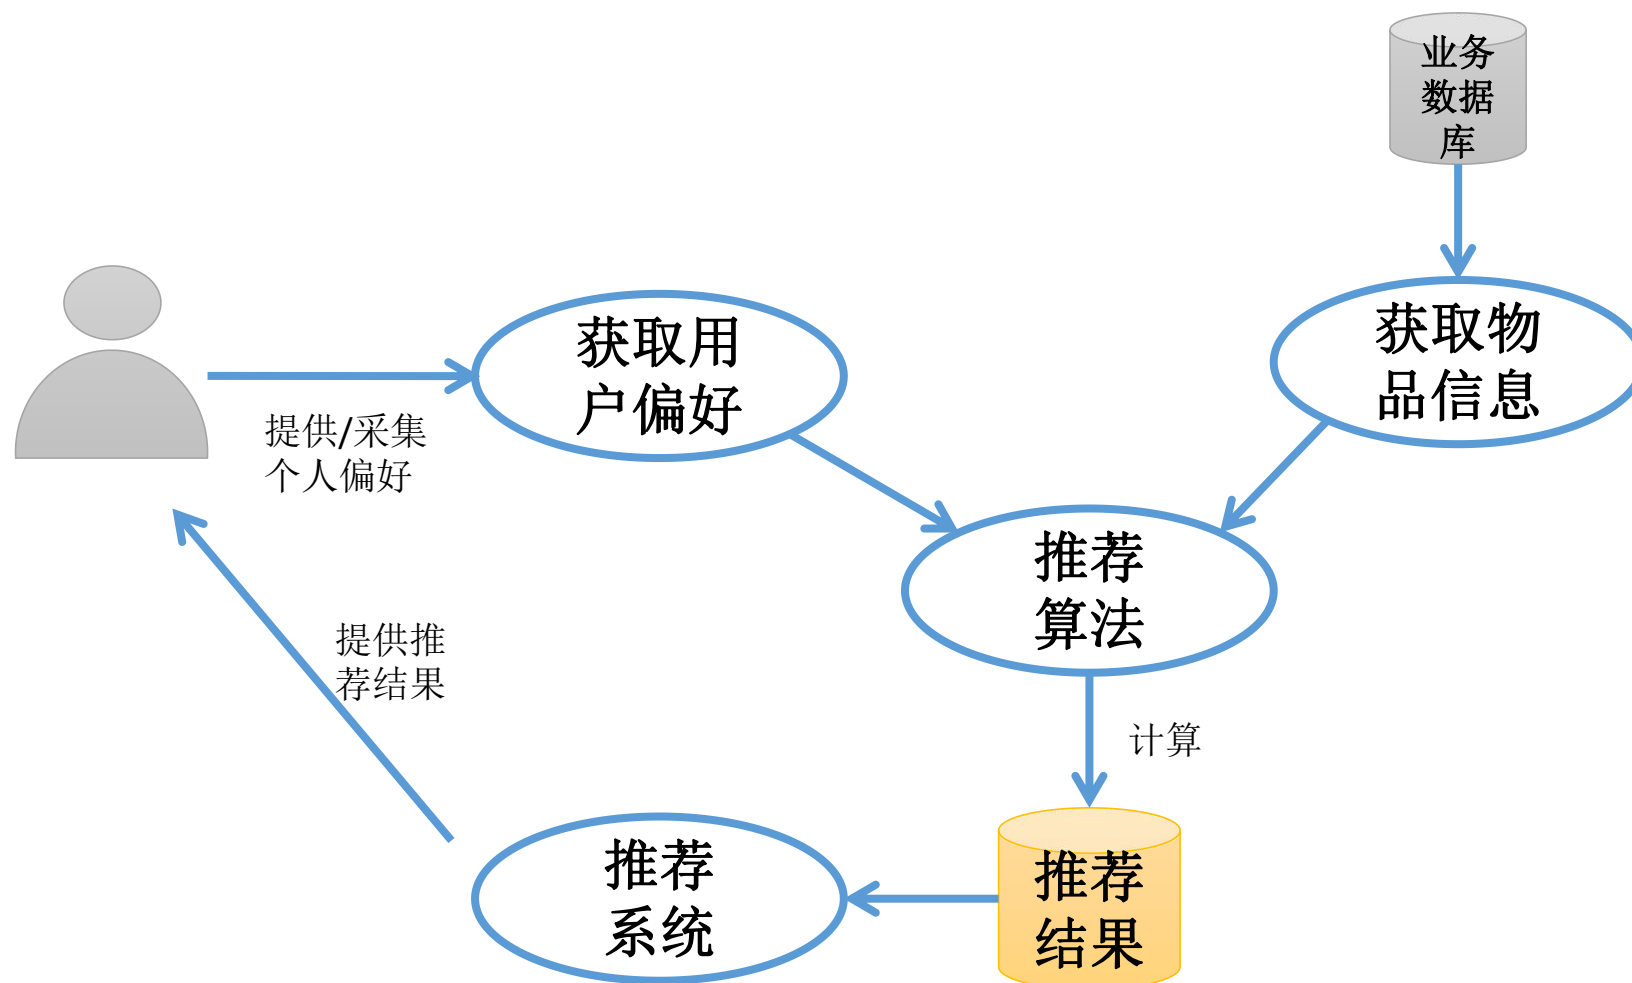 业务
数据
库
获取用
户偏好
获取物
品信息
提供/采集
个人偏好
推荐
算法
提供推
荐结果
计算
推荐
系统
推荐
结果